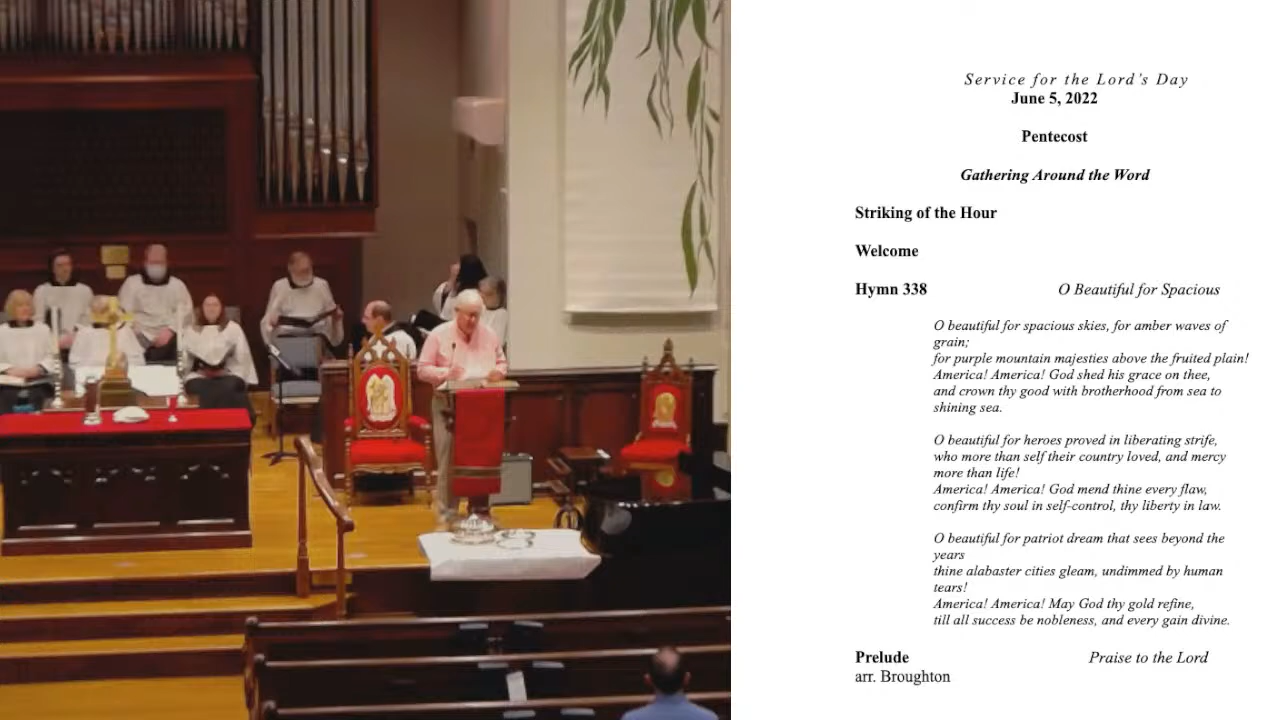 Service for the Lord's Day
June 5, 2022
Pentecost
Gathering Around the Word
Striking of the Hour
Welcome
Hymn 338 O Beautiful for Spacious
O beautiful for spacious skies, for amber waves of
grain;
for purple mountain majesties above the fruited plain!
America! America! God shed his grace on thee,
and crown thy good with brotherhood from sea to
shining sea.
O beautiful for heroes proved in liberating strife,
who more than self their country loved, and mercy
more than life!
America! America! God mend thine every flaw,
confirm thy soul in self-control, thy liberty in law.
O beautiful for patriot dream that sees beyond the
years
thine alabaster cities gleam, undimmed by human
tears!
America! America! May God thy gold refine,
till all success be nobleness, and every gain divine.
Prelude Praise to the Lord
arr. Broughton